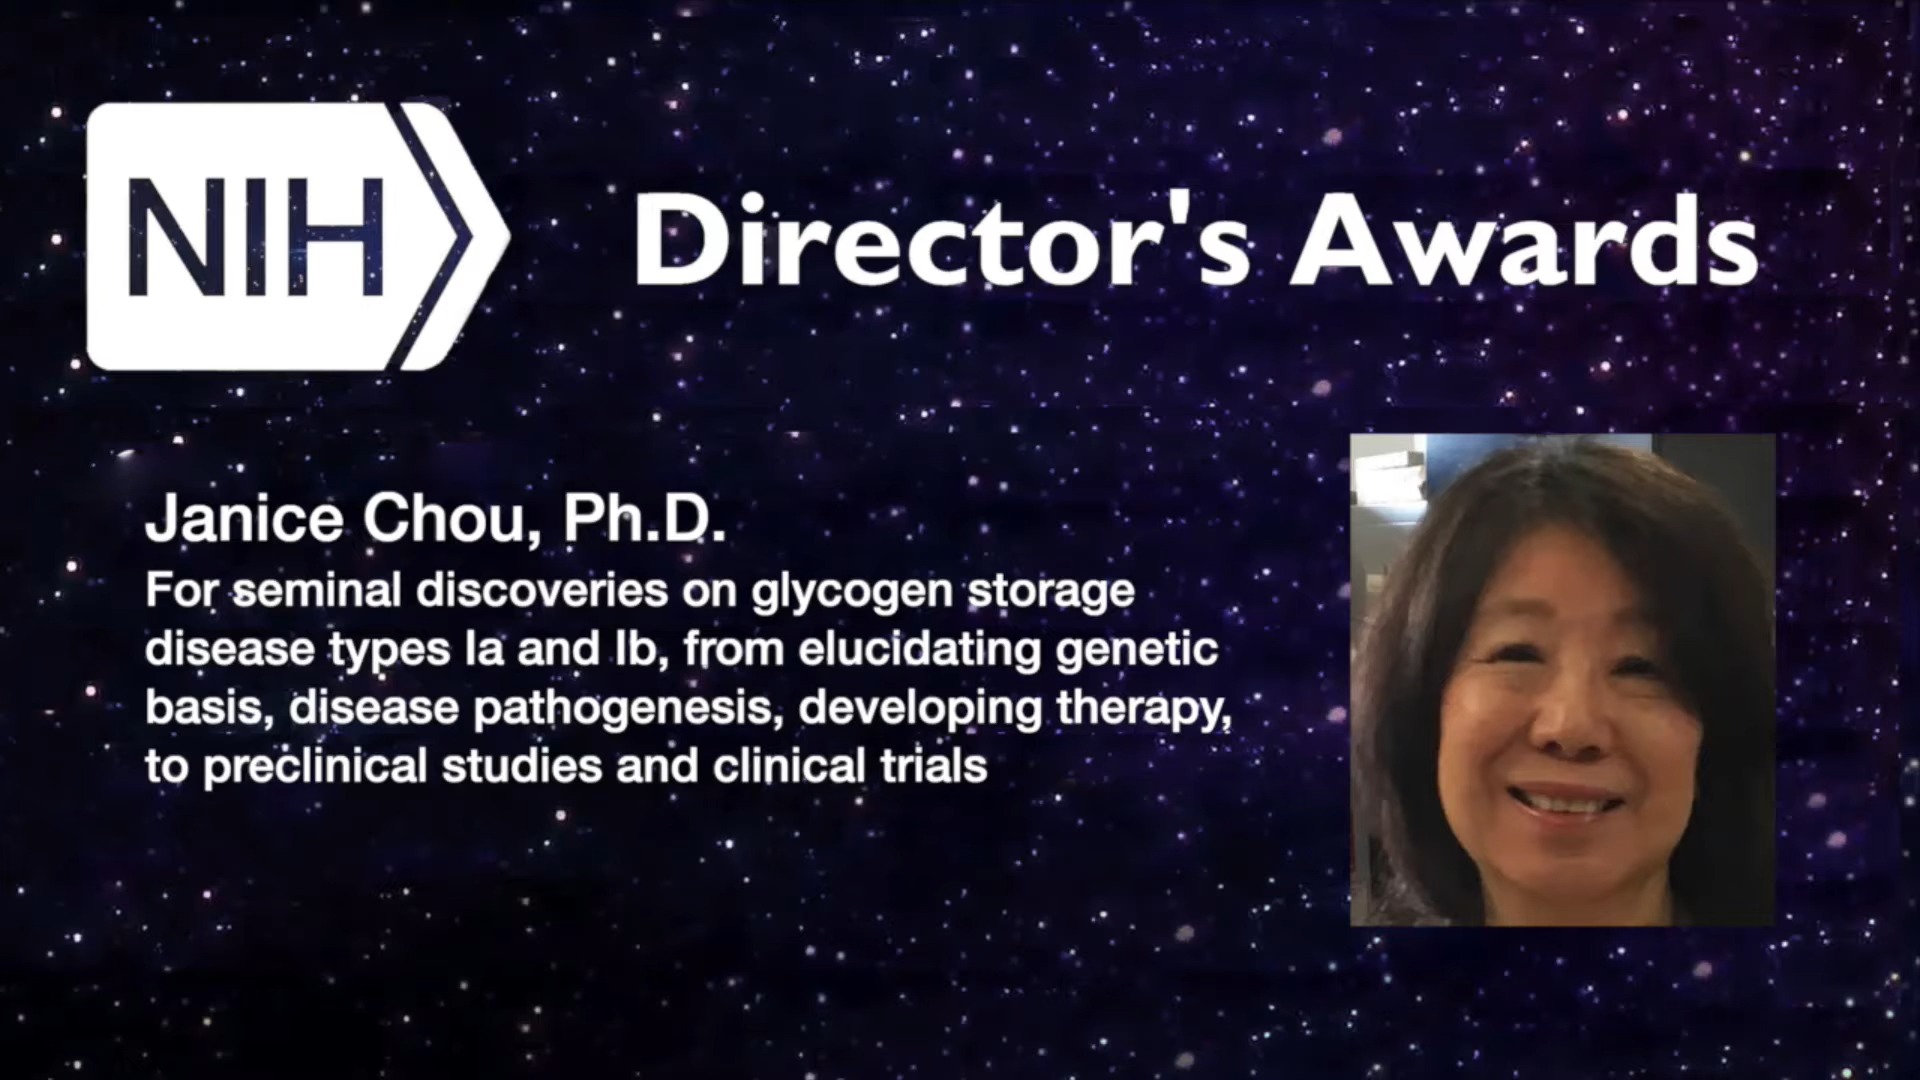 NIH
Director's Awards
Janice Chou, Ph.D.
For seminal discoveries on glycogen storage
disease types Ia and Ib, from elucidating genetic
basis, disease pathogenesis, developing therapy,
to preclinical studies and clinical trials